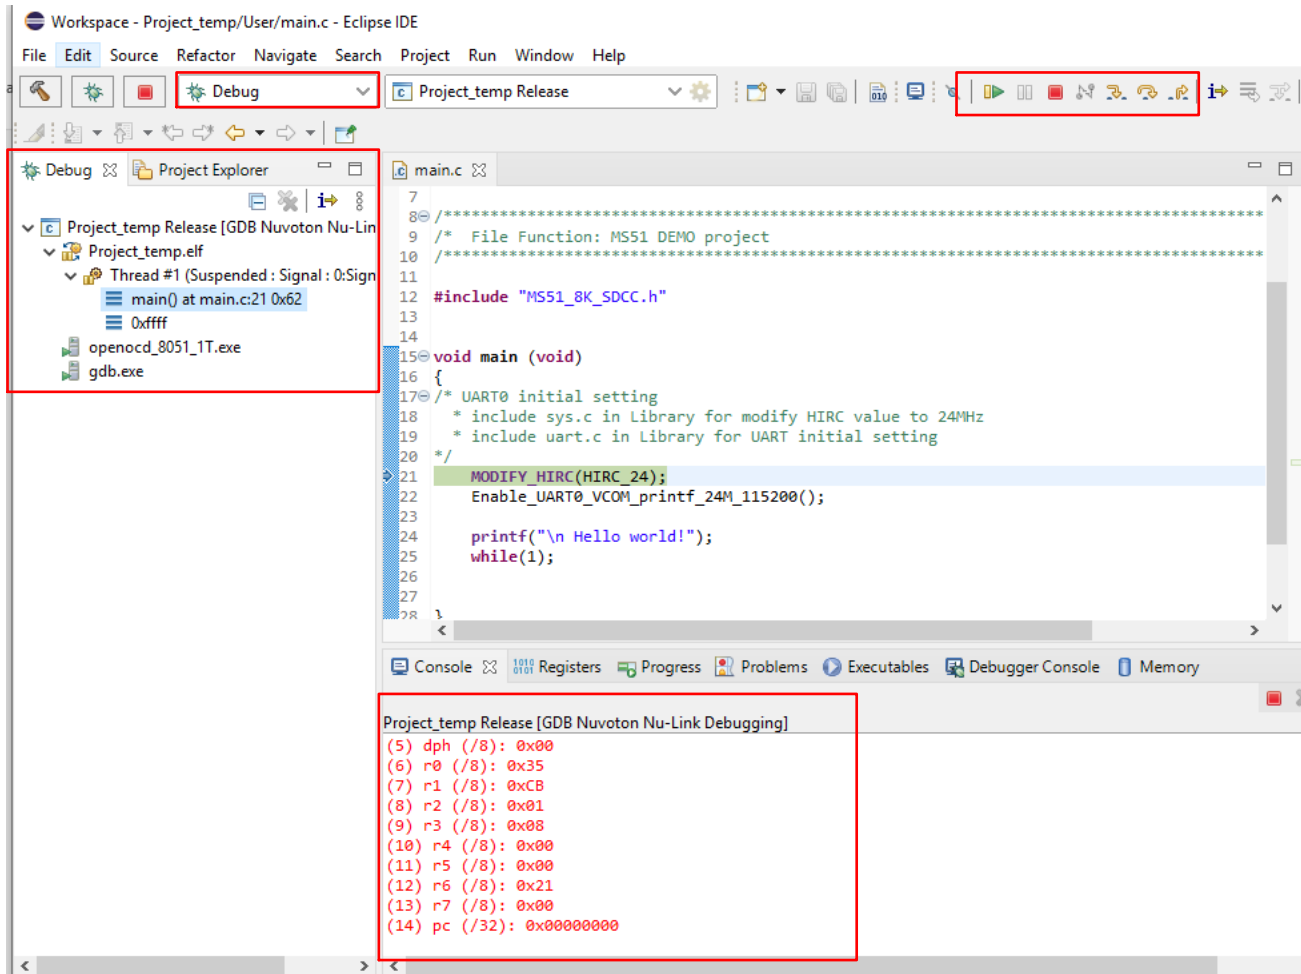 Workspace - Project_temp/User/main.c - Eclipse IDE
File Edit Source Refactor Navigate Search Project Run Window Help
Debug Project_temp Release
Debug Project Explorer
Project_temp Release [GDB Nuvoton Nu-Lin
Project_temp.elf
Thread #1 (Suspended : Signal : 0:Sign
main() at main.c:21 0x62
0xffff
openocd_8051_1T.exe
gdb.exe
main.c
7
8 /****************************************************************************************
9 /*  File Function: MS51 DEMO project
10 /****************************************************************************************
11
12 #include "MS51_8K_SDCC.h"
13
14
15 void main (void)
16 {
17 /* UART0 initial setting
18   * include sys.c in Library for modify HIRC value to 24MHz
19   * include uart.c in Library for UART initial setting
20 */
21     MODIFY_HIRC(HIRC_24);
22     Enable_UART0_VCOM_printf_24M_115200();
23
24     printf("\n Hello world!");
25     while(1);
26
27
28 }
Console Registers Progress Problems Executables Debugger Console Memory
Project_temp Release [GDB Nuvoton Nu-Link Debugging]
(5) dph (/8): 0x00
(6) r0 (/8): 0x35
(7) r1 (/8): 0xCB
(8) r2 (/8): 0x01
(9) r3 (/8): 0x08
(10) r4 (/8): 0x00
(11) r5 (/8): 0x00
(12) r6 (/8): 0x21
(13) r7 (/8): 0x00
(14) pc (/32): 0x00000000